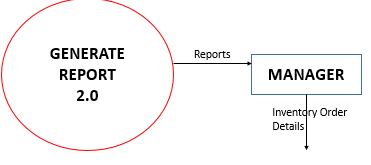 GENERATE
REPORT
2.0
Reports
MANAGER
Inventory Order
Details